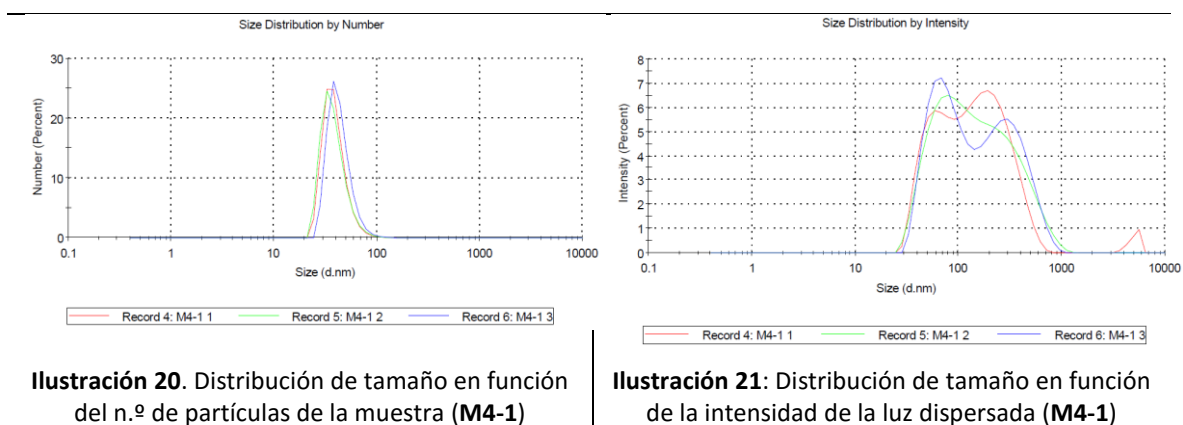 Size Distribution by Number
Number (Percent)
30
20
10
0
0.1 1 10 100 1000 10000
Size (d.nm)
Record 4: M4-1 1 Record 5: M4-1 2 Record 6: M4-1 3
Ilustración 20. Distribución de tamaño en función
del n.º de partículas de la muestra (M4-1)
Size Distribution by Intensity
Intensity (Percent)
8
7
6
5
4
3
2
1
0
0.1 1 10 100 1000 10000
Size (d.nm)
Record 4: M4-1 1 Record 5: M4-1 2 Record 6: M4-1 3
Ilustración 21: Distribución de tamaño en función
de la intensidad de la luz dispersada (M4-1)